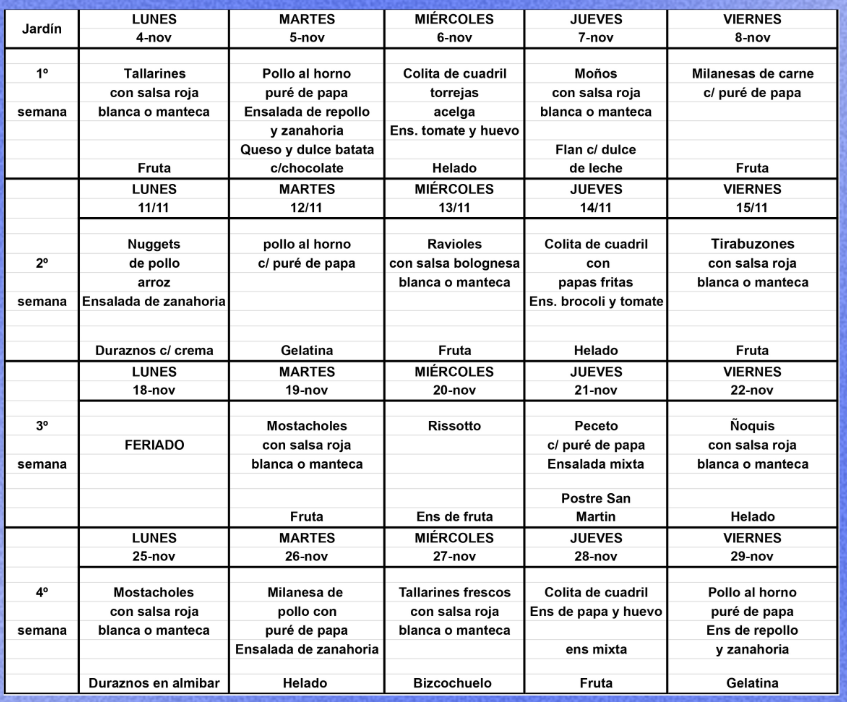 Jardín
LUNES MARTES MIÉRCOLES JUEVES VIERNES
4-nov 5-nov 6-nov 7-nov 8-nov
1º Tallarines Pollo al horno Colita de cuadril Moños Milanesas de carne
con salsa roja puré de papa torrejas con salsa roja c/ puré de papa
semana blanca o manteca Ensalada de repollo acelga blanca o manteca
y zanahoria Ens. tomate y huevo
Queso y dulce batata Flan c/ dulce
Fruta c/chocolate Helado de leche Fruta
LUNES MARTES MIÉRCOLES JUEVES VIERNES
11/11 12/11 13/11 14/11 15/11
Nuggets pollo al horno Ravioles Colita de cuadril Tirabuzones
2º de pollo c/ puré de papa con salsa bolognesa con con salsa roja
arroz blanca o manteca papas fritas blanca o manteca
semana Ensalada de zanahoria Ens. brocoli y tomate
Duraznos c/ crema Gelatina Fruta Helado Fruta
LUNES MARTES MIÉRCOLES JUEVES VIERNES
18-nov 19-nov 20-nov 21-nov 22-nov
3º Mostacholes Rissotto Peceto Ñoquis
FERIADO con salsa roja c/ puré de papa con salsa roja
semana blanca o manteca Ensalada mixta blanca o manteca
Postre San
Fruta Ens de fruta Martin Helado
LUNES MARTES MIÉRCOLES JUEVES VIERNES
25-nov 26-nov 27-nov 28-nov 29-nov
4º Mostacholes Milanesa de Tallarines frescos Colita de cuadril Pollo al horno
con salsa roja pollo con con salsa roja Ens de papa y huevo puré de papa
semana blanca o manteca puré de papa blanca o manteca Ens de repollo
Ensalada de zanahoria ens mixta y zanahoria
Duraznos en almibar Helado Bizcochuelo Fruta Gelatina